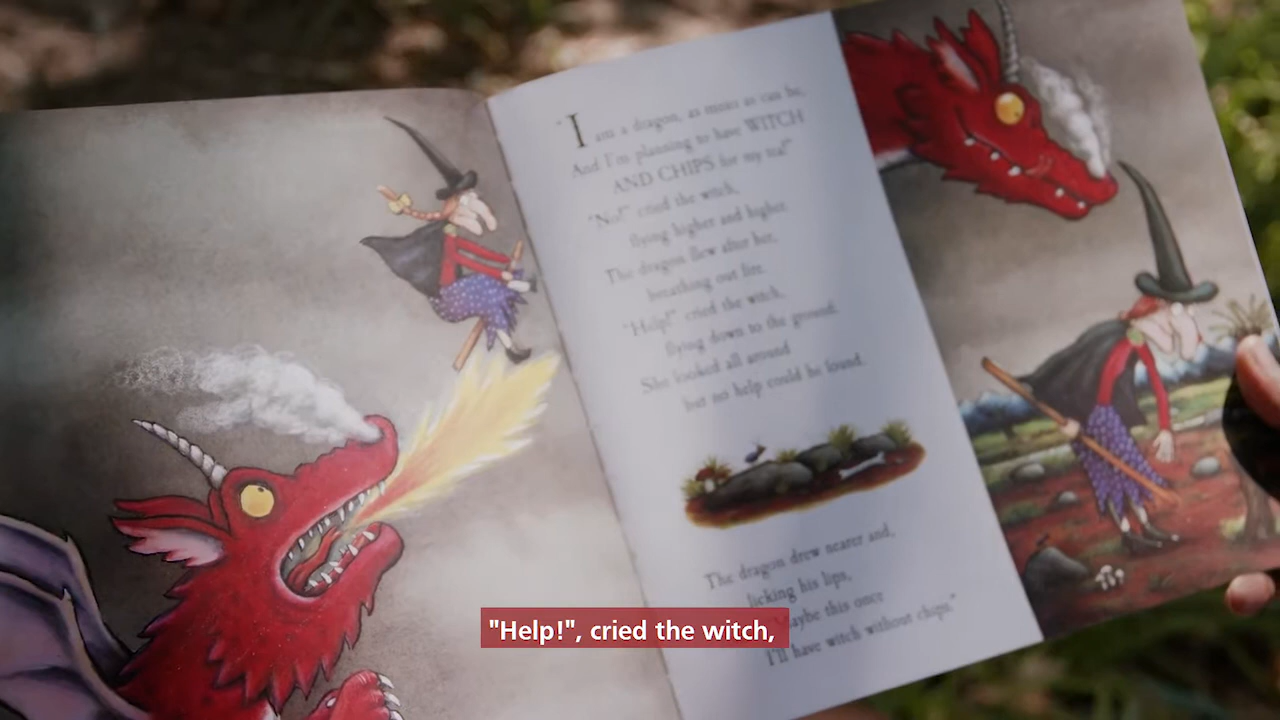 "I am a dragon, as mean as can be,
And I'm planning to have WITCH
AND CHIPS for my tea!"
"No!" cried the witch,
flying higher and higher.
The dragon flew after her,
breathing out fire.
"Help!" cried the witch,
flying down to the ground.
She looked all around
but no help could be found.
The dragon drew nearer and,
licking his lips,
"Maybe this once
I'll have witch without chips."
"Help!", cried the witch,